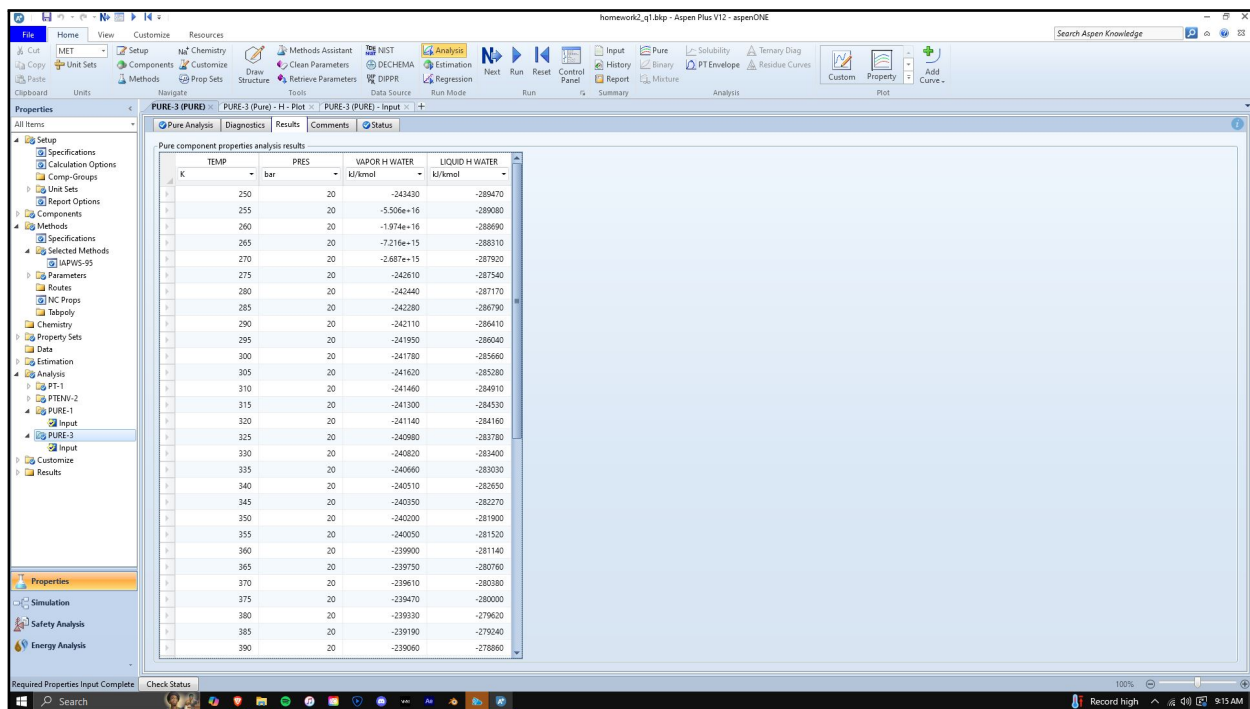 homework2_q1.bkp - Aspen Plus V12 - aspenONE
File Home View Customize Resources Search Aspen Knowledge
Cut MET Setup Na+ Chemistry Methods Assistant NIST Analysis Input Pure Solubility Ternary Diag
Copy Unit Sets Components Customize Draw Structure Clean Parameters DECHEMA Estimation Next Run Reset Control Panel History Binary PT Envelope Residue Curves Custom Property Add Curve
Paste Methods Prop Sets Retrieve Parameters DIPPR Regression Report Mixture
Clipboard Units Navigate Tools Data Source Run Mode Run Summary Analysis Plot
Properties PURE-3 (PURE) PURE-3 (Pure) - H - Plot PURE-3 (PURE) - Input +
All Items Pure Analysis Diagnostics Results Comments Status
Setup
Specifications
Calculation Options
Comp-Groups
Unit Sets
Report Options
Components
Methods
Specifications
Selected Methods
IAPWS-95
Parameters
Routes
NC Props
Tabpoly
Chemistry
Property Sets
Data
Estimation
Analysis
PT-1
PTENV-2
PURE-1
Input
PURE-3
Input
Customize
Results
Properties
Simulation
Safety Analysis
Energy Analysis
Pure component properties analysis results
TEMP PRES VAPOR H WATER LIQUID H WATER
K bar kJ/kmol kJ/kmol
250 20 -243430 -289470
255 20 -5.506e+16 -289080
260 20 -1.974e+16 -288690
265 20 -7.216e+15 -288310
270 20 -2.687e+15 -287920
275 20 -242610 -287540
280 20 -242440 -287170
285 20 -242280 -286790
290 20 -242110 -286410
295 20 -241950 -286040
300 20 -241780 -285660
305 20 -241620 -285280
310 20 -241460 -284910
315 20 -241300 -284530
320 20 -241140 -284160
325 20 -240980 -283780
330 20 -240820 -283400
335 20 -240660 -283030
340 20 -240510 -282650
345 20 -240350 -282270
350 20 -240200 -281900
355 20 -240050 -281520
360 20 -239900 -281140
365 20 -239750 -280760
370 20 -239610 -280380
375 20 -239470 -280000
380 20 -239330 -279620
385 20 -239190 -279240
390 20 -239060 -278860
Required Properties Input Complete Check Status 100%
Search Record high 9:15 AM